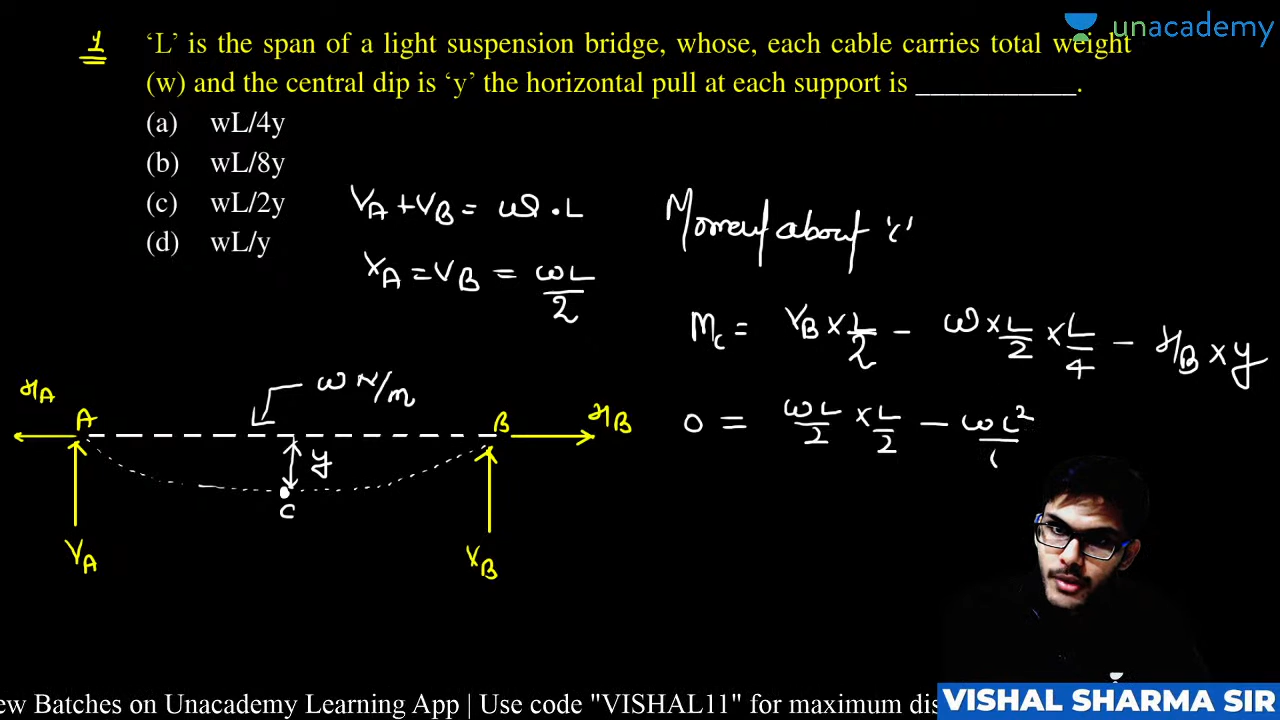 unacademy
1
'L' is the span of a light suspension bridge, whose, each cable carries total weight
(w) and the central dip is 'y' the horizontal pull at each support is ___________.
(a) wL/4y
(b) wL/8y
(c) wL/2y
(d) wL/y
VA + VB = ω . L
VA = VB = ωL/2
Moment about 'c'
Mc = VB × L/2 - ω × L/2 × L/4 - HB × y
0 = ωL/2 × L/2 - ωL²/
ω N/m
HA
A
B
HB
y
C
VA
VB
ew Batches on Unacademy Learning App | Use code "VISHAL11" for maximum dis
VISHAL SHARMA SIR